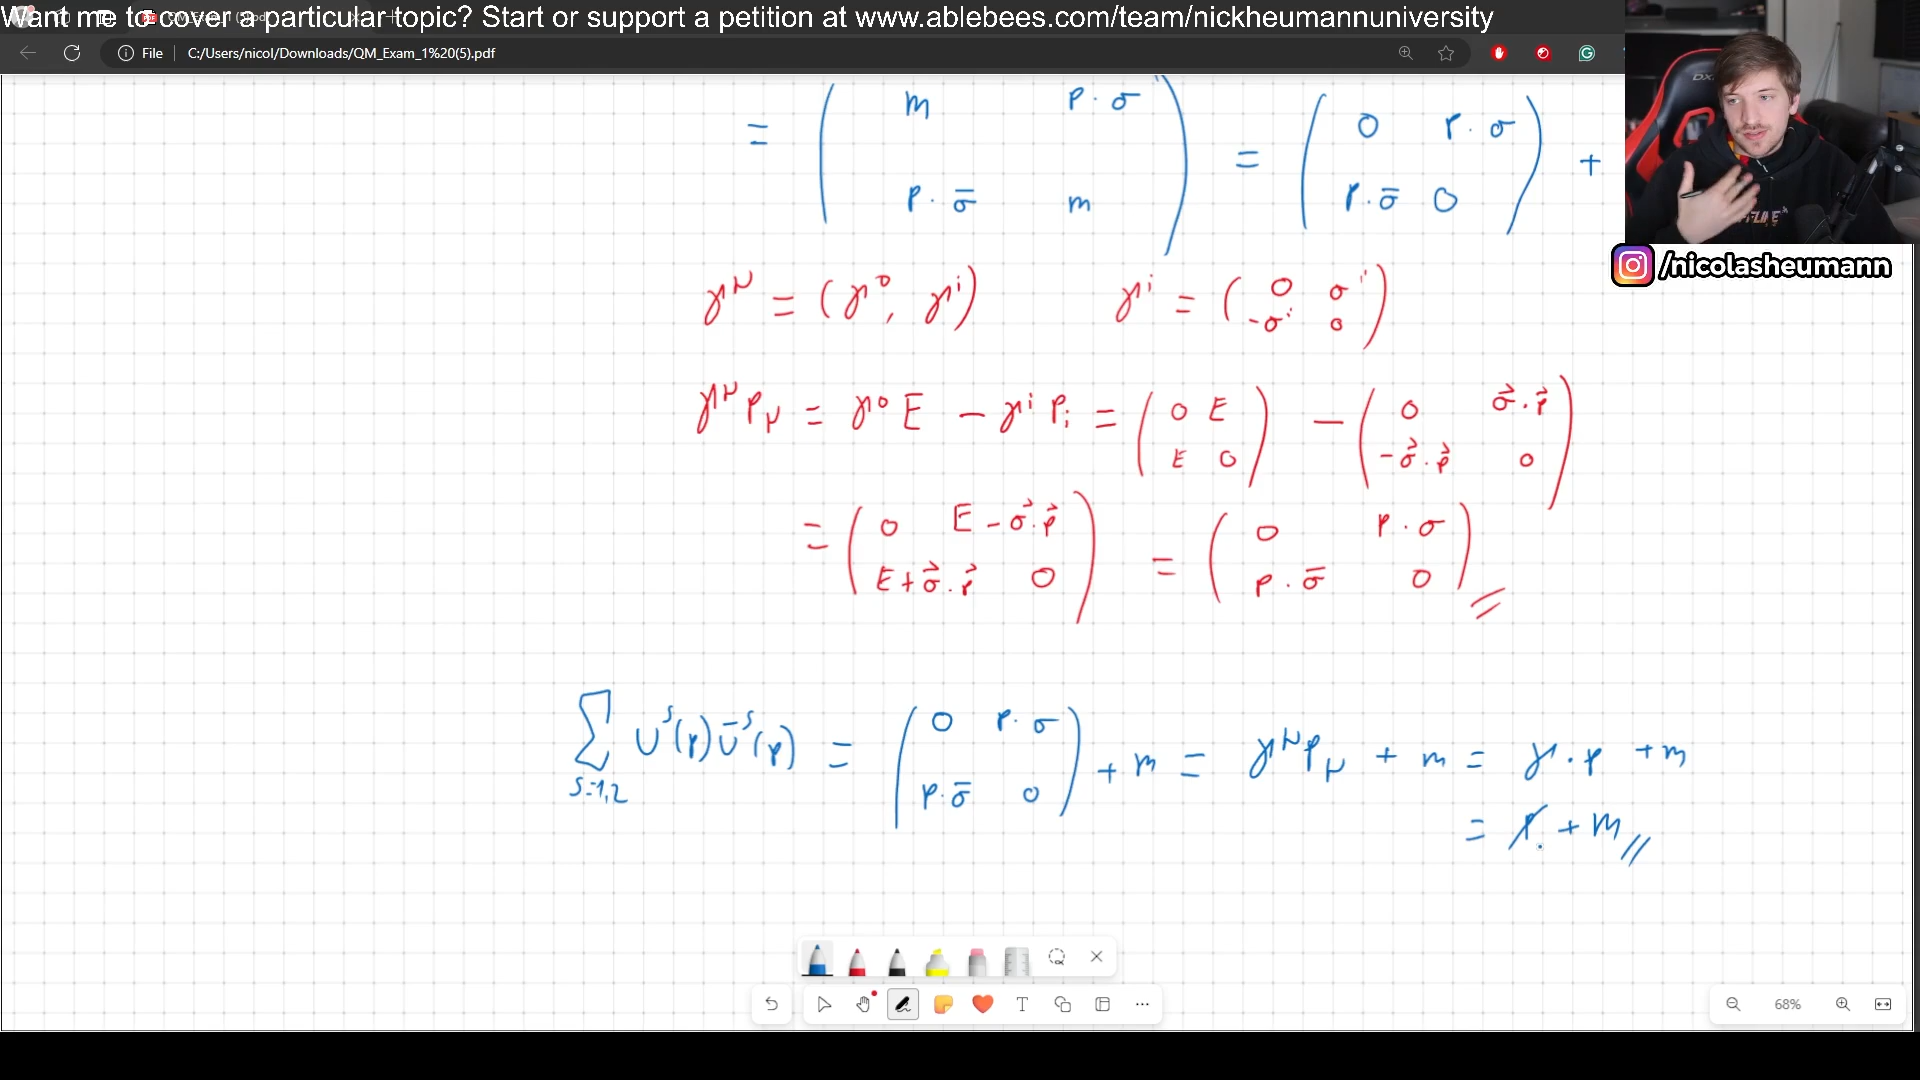 Want me to cover a particular topic? Start or support a petition at www.ablebees.com/team/nickheumannuniversity
File C:/Users/nicol/Downloads/QM_Exam_1%20(5).pdf
= ( m p·σ ; p·σ̄ m ) = ( 0 p·σ ; p·σ̄ 0 ) +
/nicolasheumann
γ^μ = (γ^0, γ^i) γ^i = ( 0 σ^i ; -σ^i 0 )
γ^μ p_μ = γ^0 E - γ^i p_i = ( 0 E ; E 0 ) - ( 0 σ⃗·p⃗ ; -σ⃗·p⃗ 0 )
= ( 0 E - σ⃗·p⃗ ; E + σ⃗·p⃗ 0 ) = ( 0 p·σ ; p·σ̄ 0 ) //
Σ_{s=1,2} u^s(p) ū^s(p) = ( 0 p·σ ; p·σ̄ 0 ) + m = γ^μ p_μ + m = γ·p + m
= p̸ + m //
T
68%